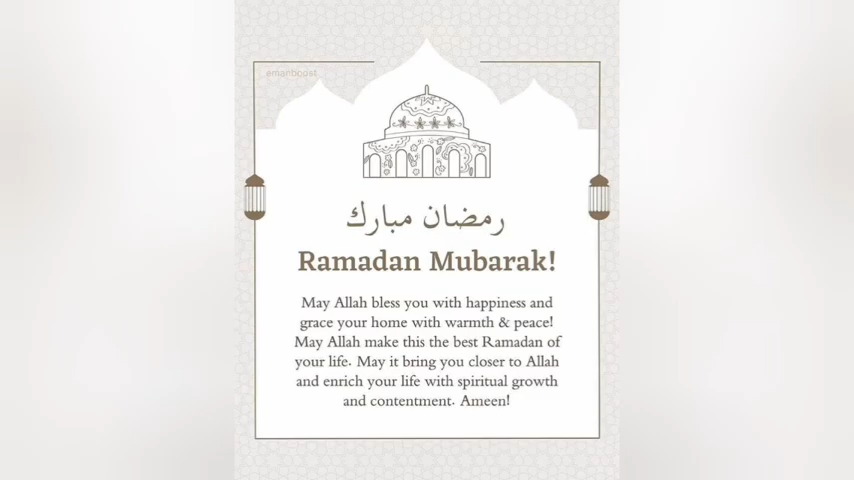 emanboost
رمضان مبارك
Ramadan Mubarak!
May Allah bless you with happiness and
grace your home with warmth & peace!
May Allah make this the best Ramadan of
your life. May it bring you closer to Allah
and enrich your life with spiritual growth
and contentment. Ameen!